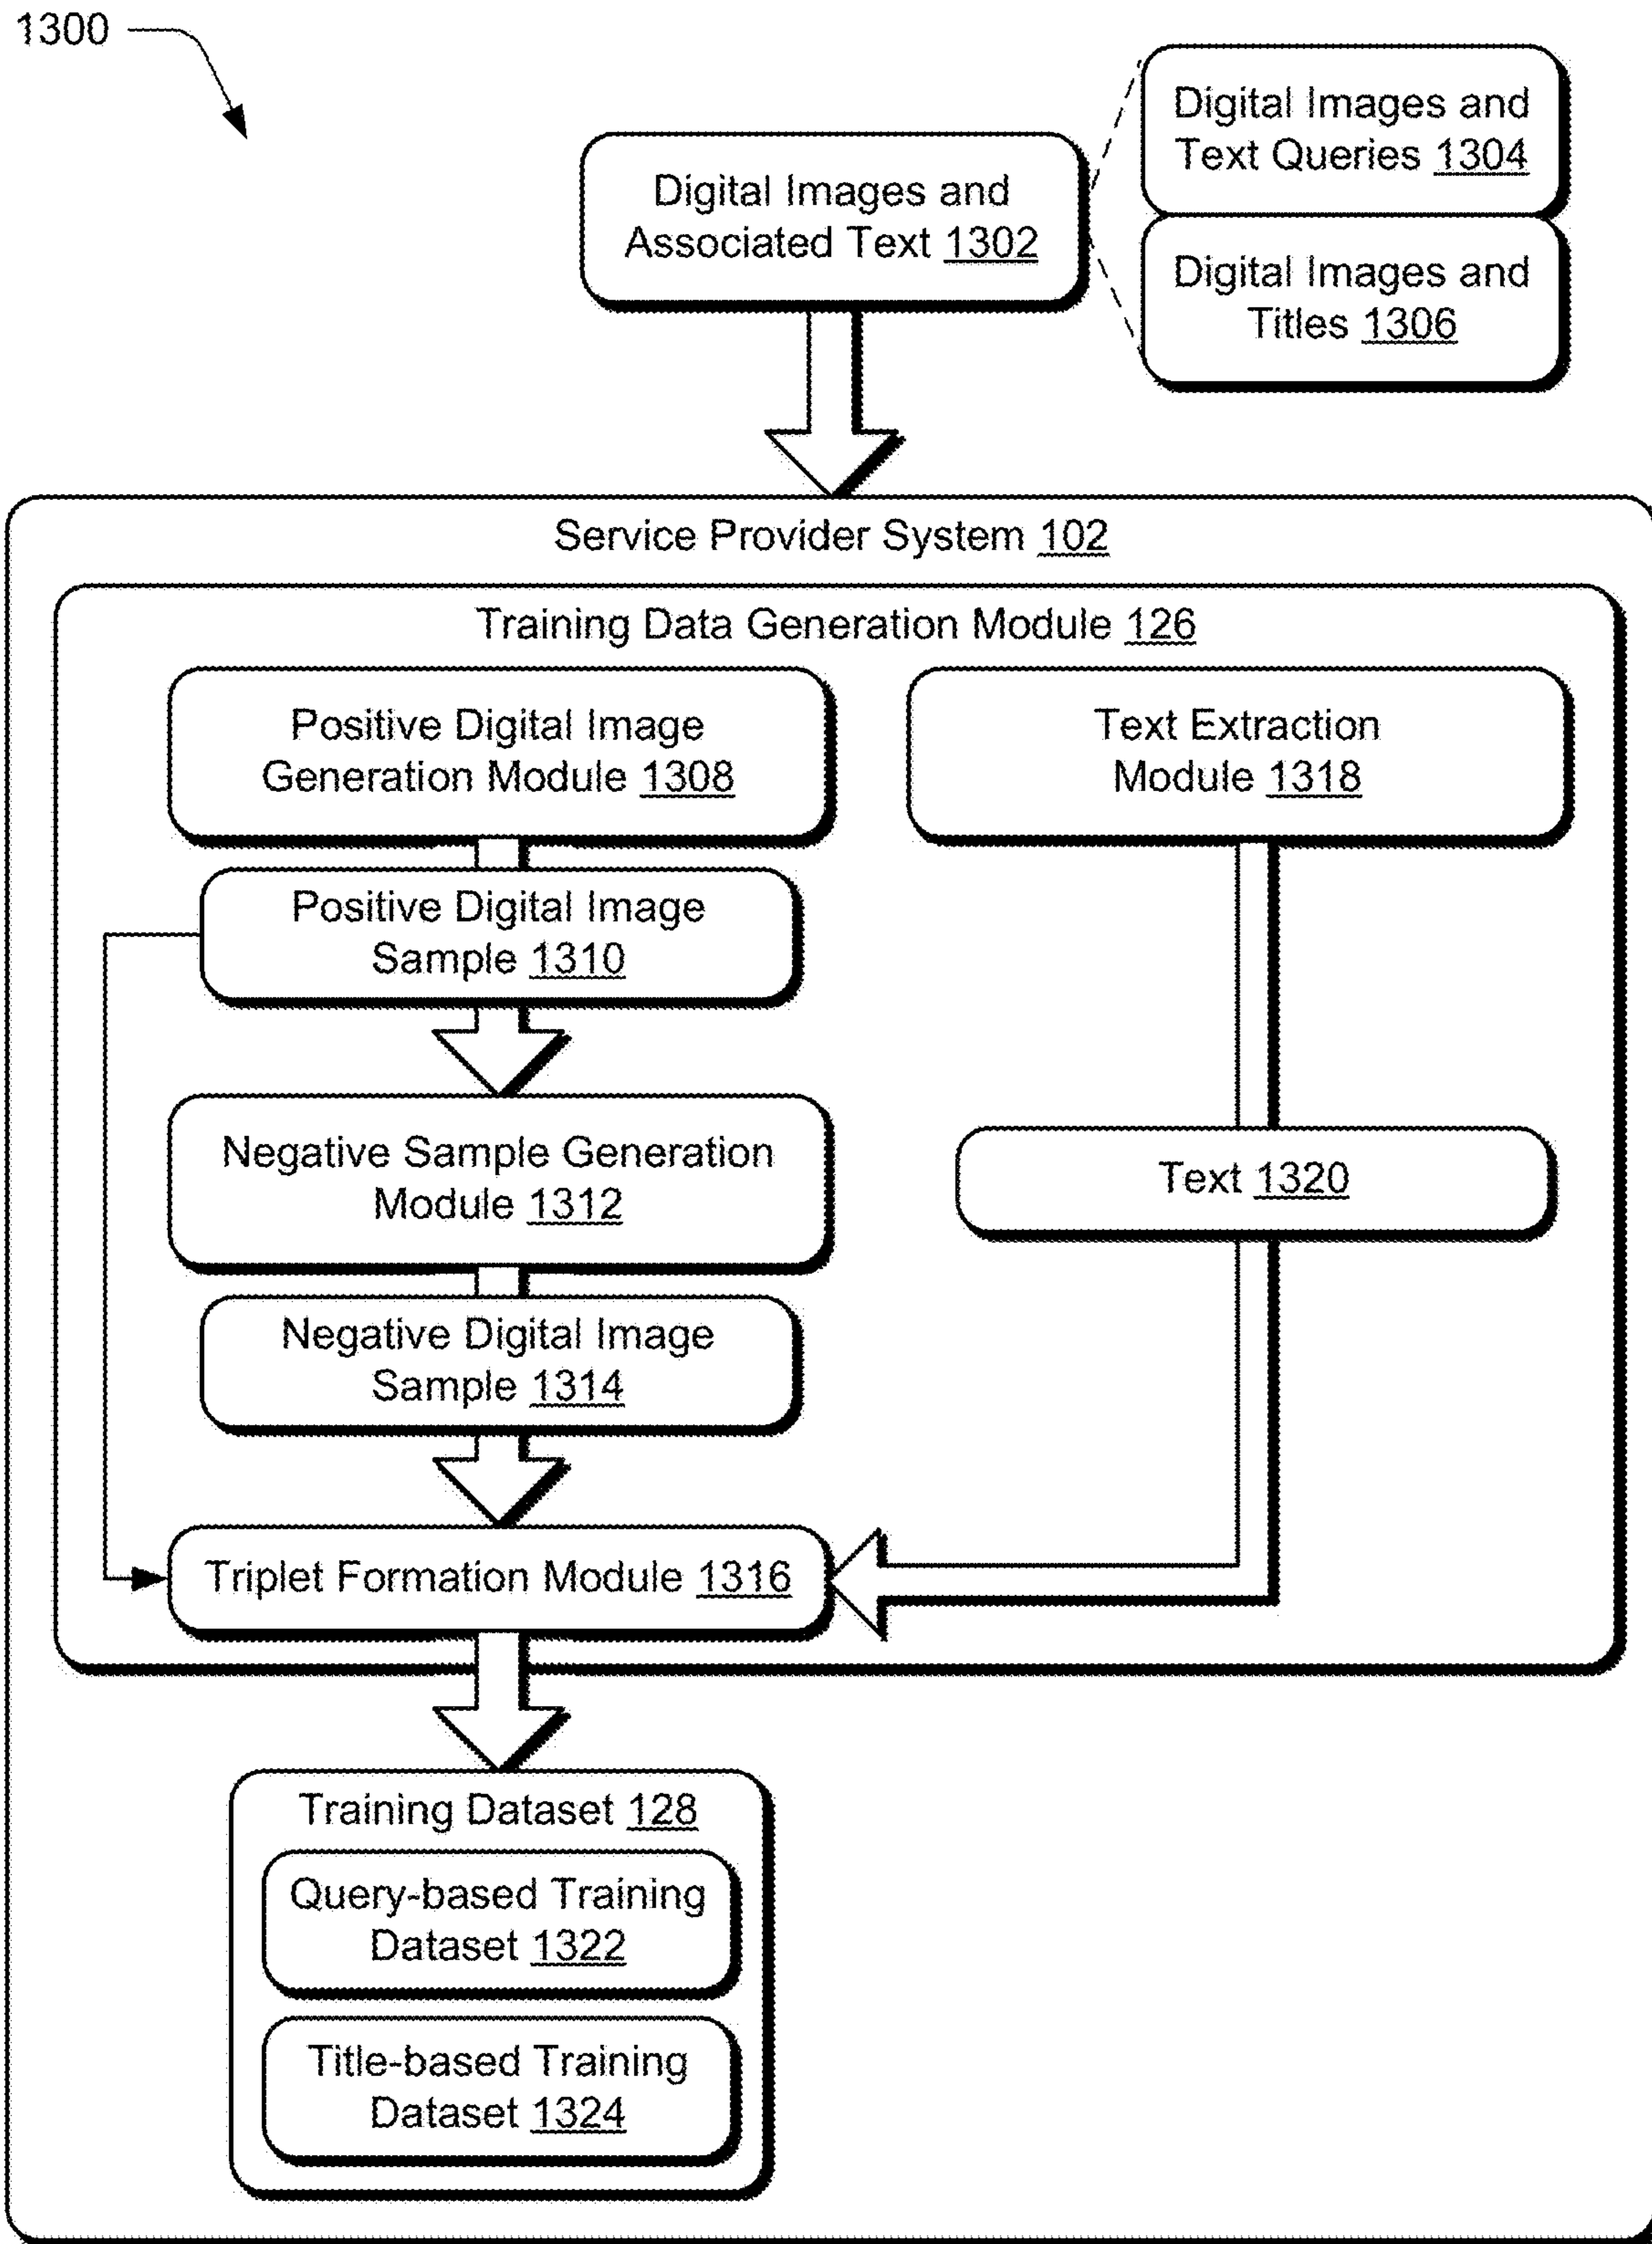 1300
Digital Images and
Text Queries 1304
Digital Images and
Associated Text 1302
Digital Images and
Titles 1306
Service Provider System 102
Training Data Generation Module 126
Positive Digital Image
Generation Module 1308
Text Extraction
Module 1318
Positive Digital Image
Sample 1310
Negative Sample Generation
Module 1312
Text 1320
Negative Digital Image
Sample 1314
Triplet Formation Module 1316
Training Dataset 128
Query-based Training
Dataset 1322
Title-based Training
Dataset 1324